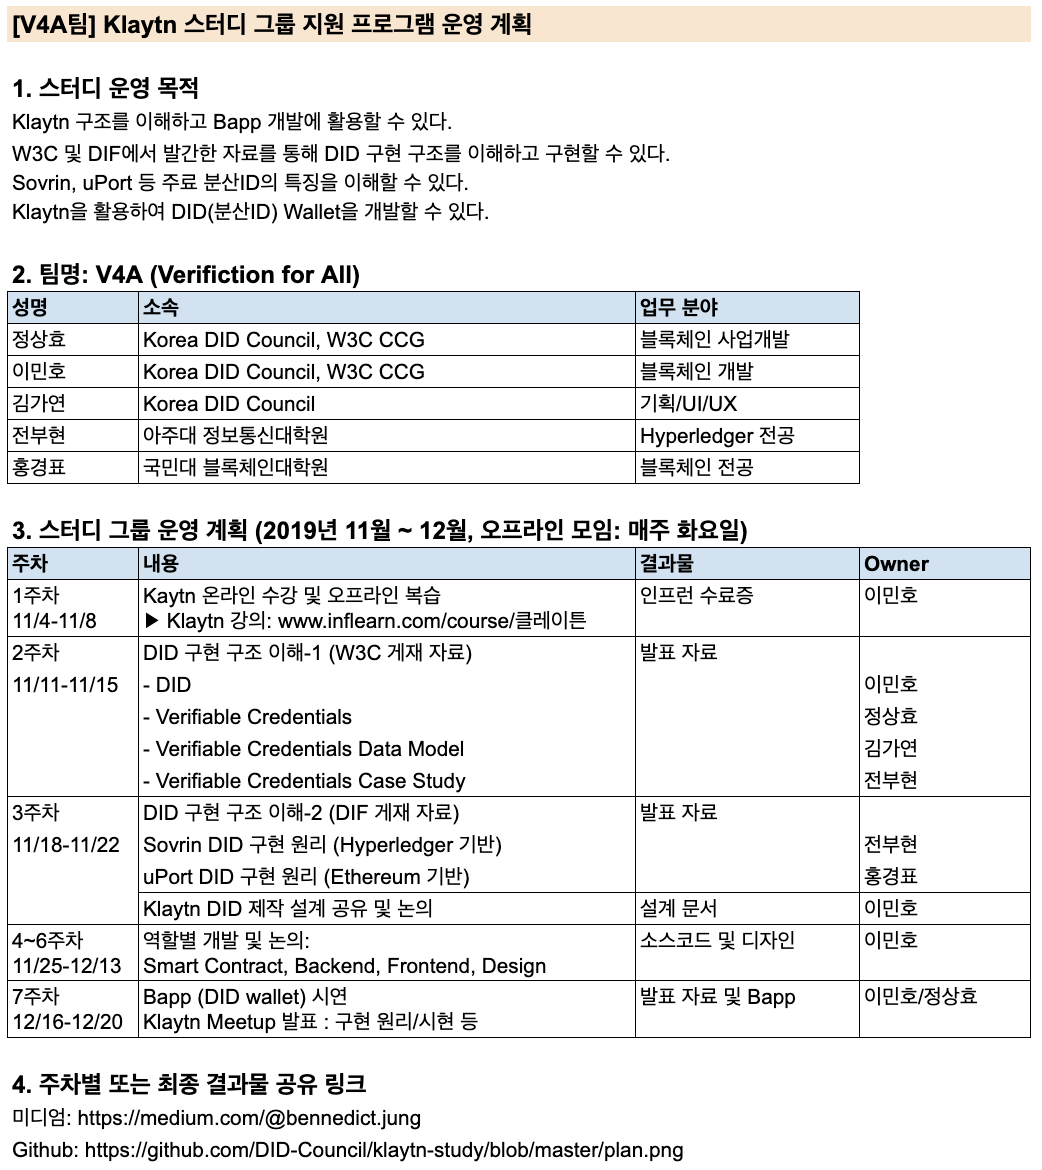 [V4A팀] Klaytn 스터디 그룹 지원 프로그램 운영 계획
1. 스터디 운영 목적
Klaytn 구조를 이해하고 Bapp 개발에 활용할 수 있다.
W3C 및 DIF에서 발간한 자료를 통해 DID 구현 구조를 이해하고 구현할 수 있다.
Sovrin, uPort 등 주료 분산ID의 특징을 이해할 수 있다.
Klaytn을 활용하여 DID(분산ID) Wallet을 개발할 수 있다.
2. 팀명: V4A (Verifiction for All)
성명 소속 업무 분야
정상효 Korea DID Council, W3C CCG 블록체인 사업개발
이민호 Korea DID Council, W3C CCG 블록체인 개발
김가연 Korea DID Council 기획/UI/UX
전부현 아주대 정보통신대학원 Hyperledger 전공
홍경표 국민대 블록체인대학원 블록체인 전공
3. 스터디 그룹 운영 계획 (2019년 11월 ~ 12월, 오프라인 모임: 매주 화요일)
주차 내용 결과물 Owner
1주차 Kaytn 온라인 수강 및 오프라인 복습 인프런 수료증 이민호
11/4-11/8 ▶ Klaytn 강의: www.inflearn.com/course/클레이튼
2주차 DID 구현 구조 이해-1 (W3C 게재 자료) 발표 자료
11/11-11/15 - DID 이민호
- Verifiable Credentials 정상효
- Verifiable Credentials Data Model 김가연
- Verifiable Credentials Case Study 전부현
3주차 DID 구현 구조 이해-2 (DIF 게재 자료) 발표 자료
11/18-11/22 Sovrin DID 구현 원리 (Hyperledger 기반) 전부현
uPort DID 구현 원리 (Ethereum 기반) 홍경표
Klaytn DID 제작 설계 공유 및 논의 설계 문서 이민호
4~6주차 역할별 개발 및 논의: 소스코드 및 디자인 이민호
11/25-12/13 Smart Contract, Backend, Frontend, Design
7주차 Bapp (DID wallet) 시연 발표 자료 및 Bapp 이민호/정상효
12/16-12/20 Klaytn Meetup 발표 : 구현 원리/시현 등
4. 주차별 또는 최종 결과물 공유 링크
미디엄: https://medium.com/@bennedict.jung
Github: https://github.com/DID-Council/klaytn-study/blob/master/plan.png